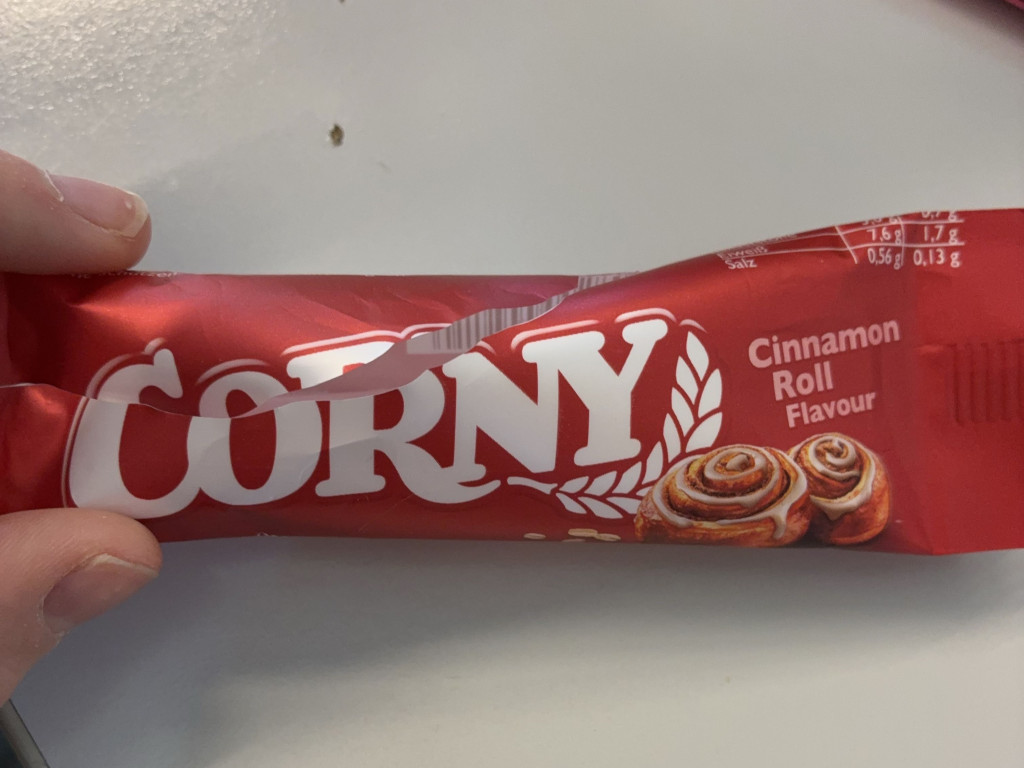 CORNY
Cinnamon
Roll
Flavour
7,6 g 1,7 g
Salz 0,56 g 0,13 g